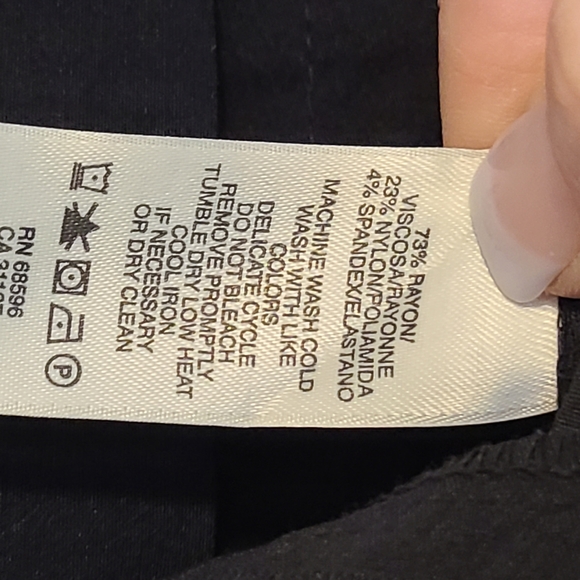 73% RAYON/
VISCOSA/RAYONNE
23% NYLON/POLIAMIDA
4% SPANDEX/ELASTANO
MACHINE WASH COLD
WASH WITH LIKE
COLORS
DELICATE CYCLE
DO NOT BLEACH
REMOVE PROMPTLY
TUMBLE DRY LOW HEAT
COOL IRON
IF NECESSARY
OR DRY CLEAN
P
RN 68596
CA